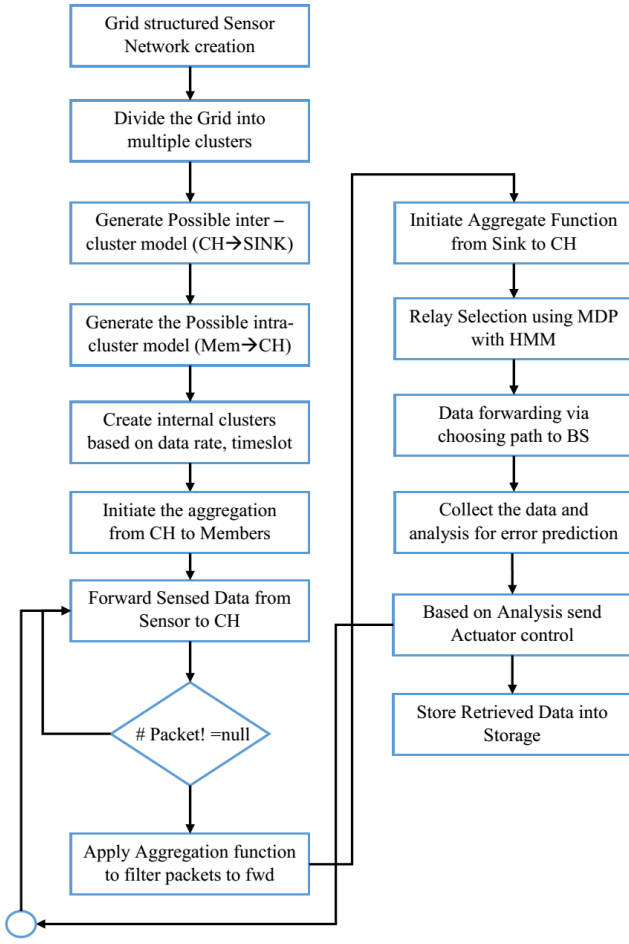 Grid structured Sensor
Network creation
Divide the Grid into
multiple clusters
Generate Possible inter –
cluster model (CH→SINK)
Generate the Possible intra-
cluster model (Mem→CH)
Create internal clusters
based on data rate, timeslot
Initiate the aggregation
from CH to Members
Forward Sensed Data from
Sensor to CH
# Packet! =null
Apply Aggregation function
to filter packets to fwd
Initiate Aggregate Function
from Sink to CH
Relay Selection using MDP
with HMM
Data forwarding via
choosing path to BS
Collect the data and
analysis for error prediction
Based on Analysis send
Actuator control
Store Retrieved Data into
Storage